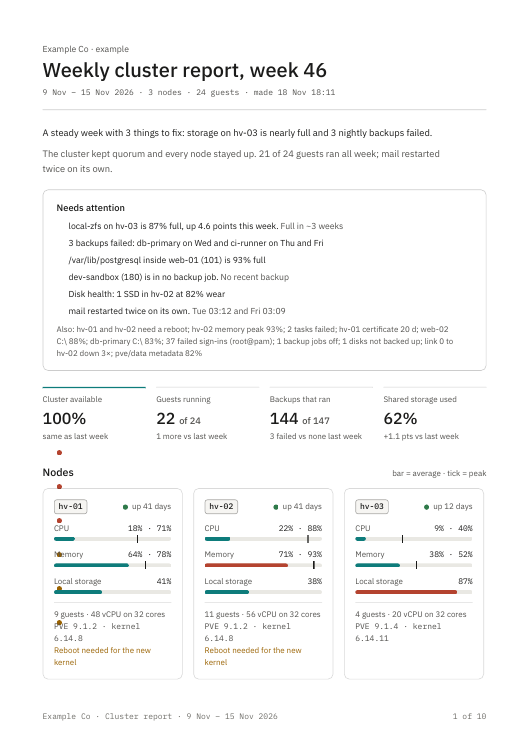 Example Co · example
Weekly cluster report, week 46
9 Nov – 15 Nov 2026 · 3 nodes · 24 guests · made 18 Nov 18:11
A steady week with 3 things to fix: storage on hv-03 is nearly full and 3 nightly backups failed.
The cluster kept quorum and every node stayed up. 21 of 24 guests ran all week; mail restarted
twice on its own.
Needs attention
local-zfs on hv-03 is 87% full, up 4.6 points this week. Full in ~3 weeks
3 backups failed: db-primary on Wed and ci-runner on Thu and Fri
/var/lib/postgresql inside web-01 (101) is 93% full
dev-sandbox (180) is in no backup job. No recent backup
Disk health: 1 SSD in hv-02 at 82% wear
mail restarted twice on its own. Tue 03:12 and Fri 03:09
Also: hv-01 and hv-02 need a reboot; hv-02 memory peak 93%; 2 tasks failed; hv-01 certificate 20 d; web-02
C:\ 88%; db-primary C:\ 83%; 37 failed sign-ins (root@pam); 1 backup jobs off; 1 disks not backed up; link 0 to
hv-02 down 3×; pve/data metadata 82%
Cluster available
100%
same as last week
Guests running
22 of 24
1 more vs last week
Backups that ran
144 of 147
3 failed vs none last week
Shared storage used
62%
+1.1 pts vs last week
Nodes
bar = average · tick = peak
hv-01
up 41 days
CPU 18% · 71%
Memory 64% · 78%
Local storage 41%
9 guests · 48 vCPU on 32 cores
PVE 9.1.2 · kernel
6.14.8
Reboot needed for the new
kernel
hv-02
up 41 days
CPU 22% · 88%
Memory 71% · 93%
Local storage 38%
11 guests · 56 vCPU on 32 cores
PVE 9.1.2 · kernel
6.14.8
Reboot needed for the new
kernel
hv-03
up 12 days
CPU 9% · 40%
Memory 38% · 52%
Local storage 87%
4 guests · 20 vCPU on 32 cores
PVE 9.1.4 · kernel
6.14.11
Example Co · Cluster report · 9 Nov – 15 Nov 2026
1 of 10